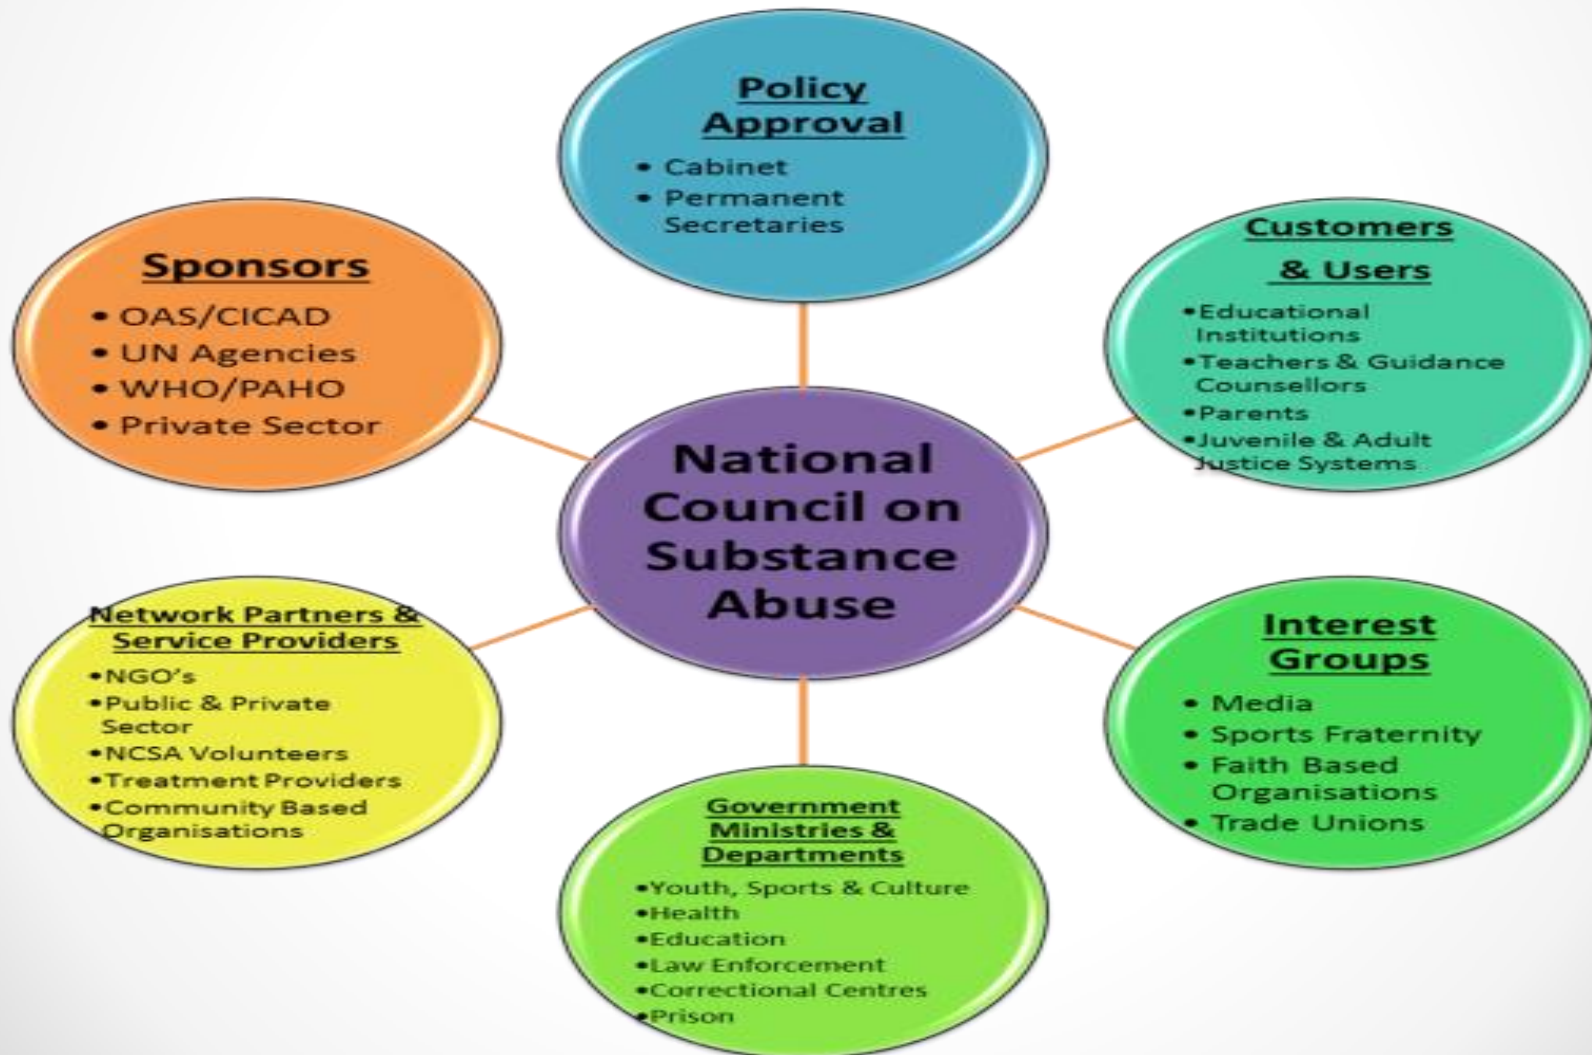 Policy
Approval
• Cabinet
• Permanent
Secretaries
Customers
& Users
•Educational
Institutions
•Teachers & Guidance
Counsellors
•Parents
•Juvenile & Adult
Justice Systems
Interest
Groups
• Media
• Sports Fraternity
• Faith Based
Organisations
• Trade Unions
Government
Ministries &
Departments
•Youth, Sports & Culture
•Health
•Education
•Law Enforcement
•Correctional Centres
•Prison
Network Partners &
Service Providers
•NGO's
•Public & Private
Sector
•NCSA Volunteers
•Treatment Providers
•Community Based
Organisations
Sponsors
• OAS/CICAD
• UN Agencies
• WHO/PAHO
• Private Sector
National
Council on
Substance
Abuse